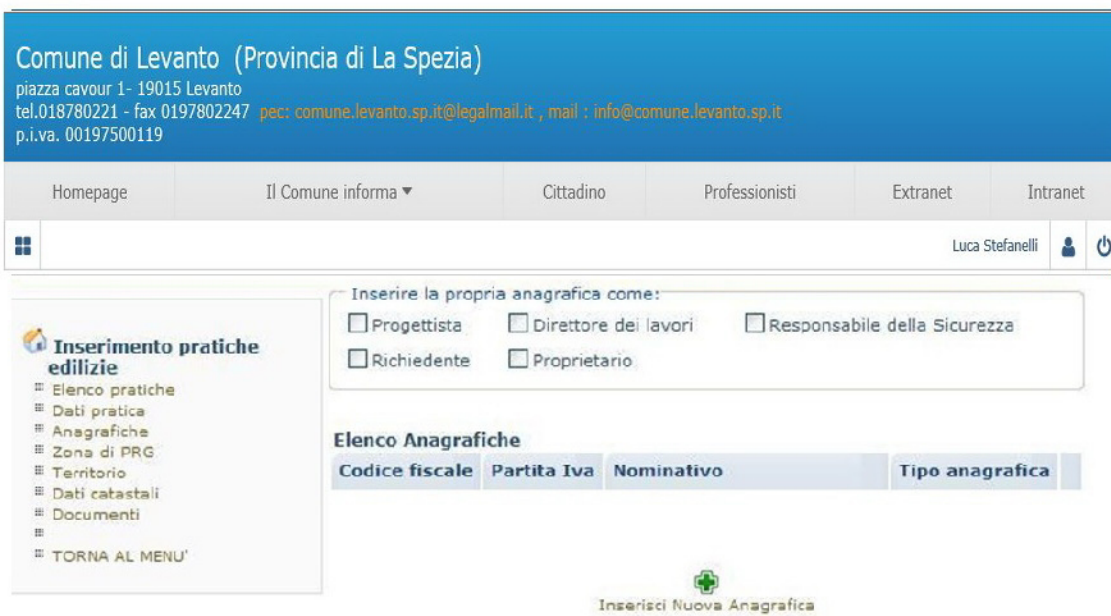 Comune di Levanto (Provincia di La Spezia)
piazza cavour 1- 19015 Levanto
tel.018780221 - fax 0197802247 pec: comune.levanto.sp.it@legalmail.it , mail : info@comune.levanto.sp.it
p.i.va. 00197500119
Homepage Il Comune informa ▼ Cittadino Professionisti Extranet Intranet
Luca Stefanelli
Inserimento pratiche
edilizie
Elenco pratiche
Dati pratica
Anagrafiche
Zona di PRG
Territorio
Dati catastali
Documenti
TORNA AL MENU'
Inserire la propria anagrafica come:
Progettista Direttore dei lavori Responsabile della Sicurezza
Richiedente Proprietario
Elenco Anagrafiche
Codice fiscale Partita Iva Nominativo Tipo anagrafica
Inserisci Nuova Anagrafica